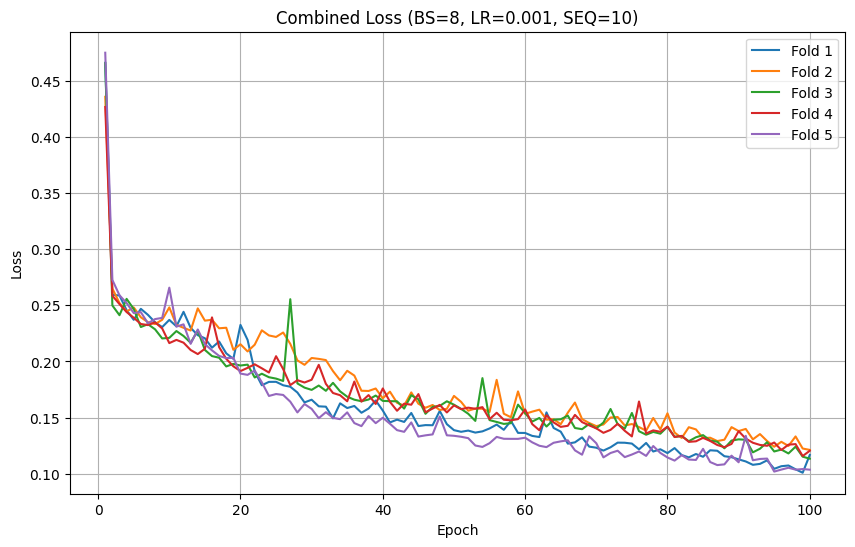 Combined Loss (BS=8, LR=0.001, SEQ=10)
Loss
0.45
0.40
0.35
0.30
0.25
0.20
0.15
0.10
0
20
40
60
80
100
Epoch
Fold 1
Fold 2
Fold 3
Fold 4
Fold 5